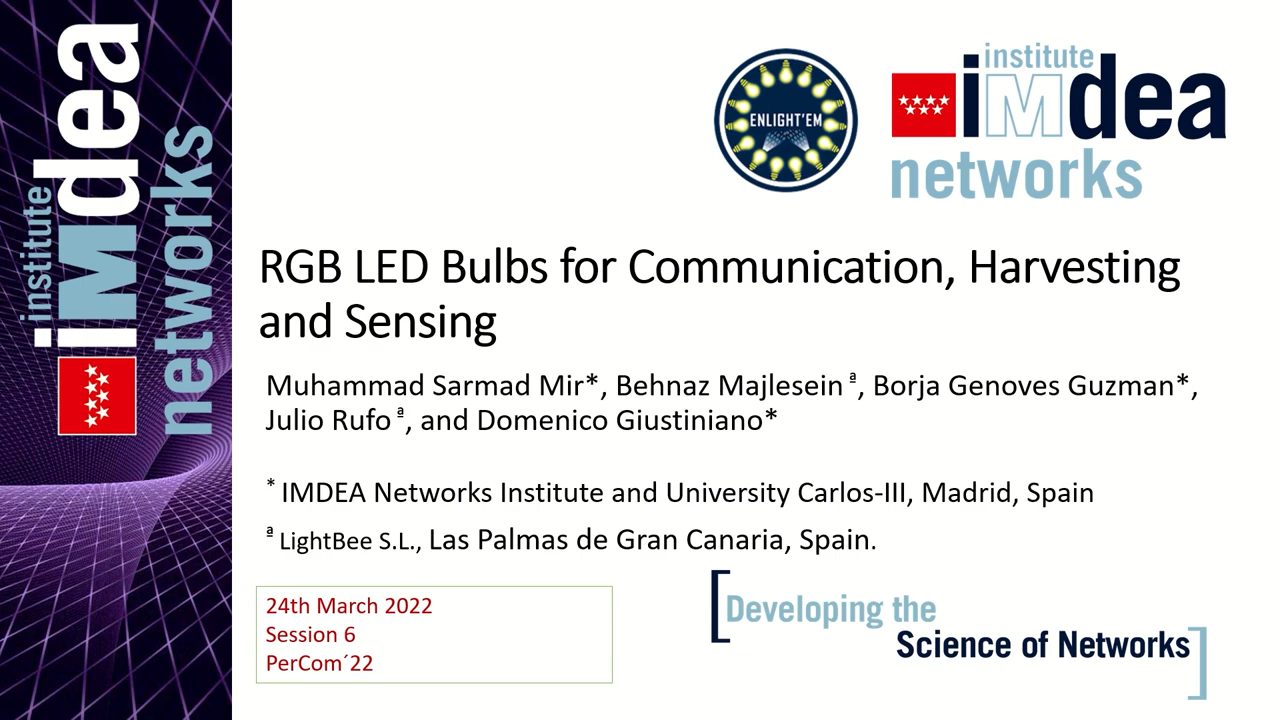 institute
imdea
networks
ENLIGHT'EM
institute
imdea
networks
RGB LED Bulbs for Communication, Harvesting
and Sensing
Muhammad Sarmad Mir*, Behnaz Majlesein ª, Borja Genoves Guzman*,
Julio Rufo ª, and Domenico Giustiniano*
* IMDEA Networks Institute and University Carlos-III, Madrid, Spain
ª LightBee S.L., Las Palmas de Gran Canaria, Spain.
24th March 2022
Session 6
PerCom´22
[Developing the
Science of Networks]